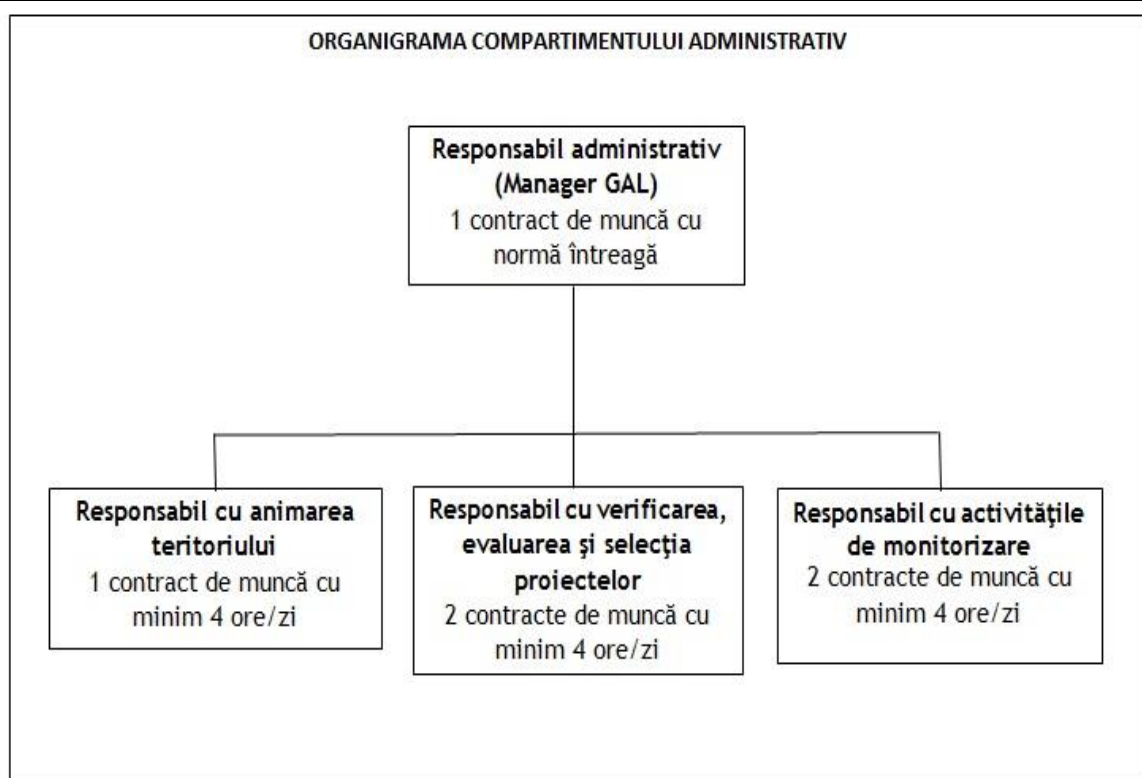 ORGANIGRAMA COMPARTIMENTULUI ADMINISTRATIV
Responsabil administrativ
(Manager GAL)
1 contract de muncă cu
normă întreagă
Responsabil cu animarea
teritoriului
1 contract de muncă cu
minim 4 ore/zi
Responsabil cu verificarea,
evaluarea şi selecţia
proiectelor
2 contracte de muncă cu
minim 4 ore/zi
Responsabil cu activităţile
de monitorizare
2 contracte de muncă cu
minim 4 ore/zi